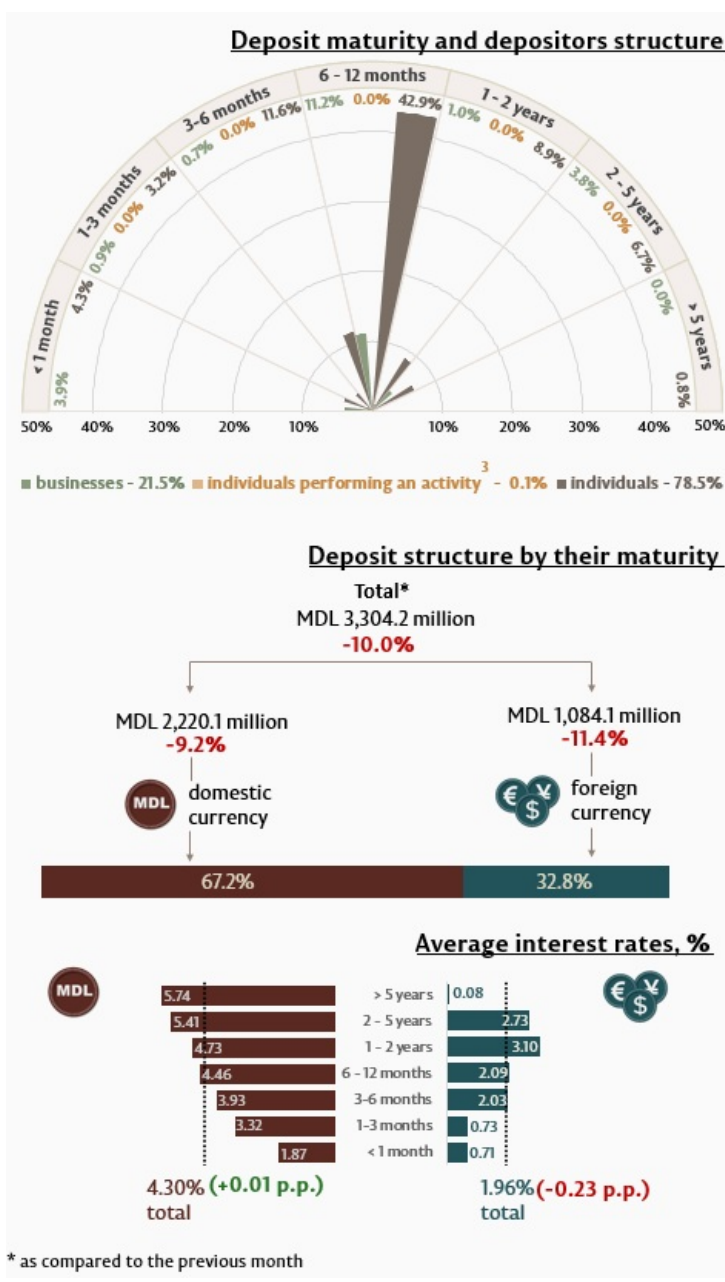 Deposit maturity and depositors structure
< 1 month
1-3 months
3-6 months
6 - 12 months
1 - 2 years
2 - 5 years
> 5 years
3.9%
4.3%
0.9%
0.0%
3.2%
0.7%
0.0%
11.6%
11.2%
0.0%
42.9%
1.0%
0.0%
8.9%
3.8%
0.0%
6.7%
0.0%
0.8%
50% 40% 30% 20% 10% 10% 20% 30% 40% 50%
businesses - 21.5% individuals performing an activity 3 - 0.1% individuals - 78.5%
Deposit structure by their maturity
Total*
MDL 3,304.2 million
-10.0%
MDL 2,220.1 million
-9.2%
MDL 1,084.1 million
-11.4%
MDL
domestic
currency
€ ¥ $
foreign
currency
67.2% 32.8%
Average interest rates, %
MDL
€ ¥ $
5.74 > 5 years 0.08
5.41 2 - 5 years 2.73
4.73 1 - 2 years 3.10
4.46 6 - 12 months 2.09
3.93 3-6 months 2.03
3.32 1-3 months 0.73
1.87 < 1 month 0.71
4.30% (+0.01 p.p.)
total
1.96% (-0.23 p.p.)
total
* as compared to the previous month